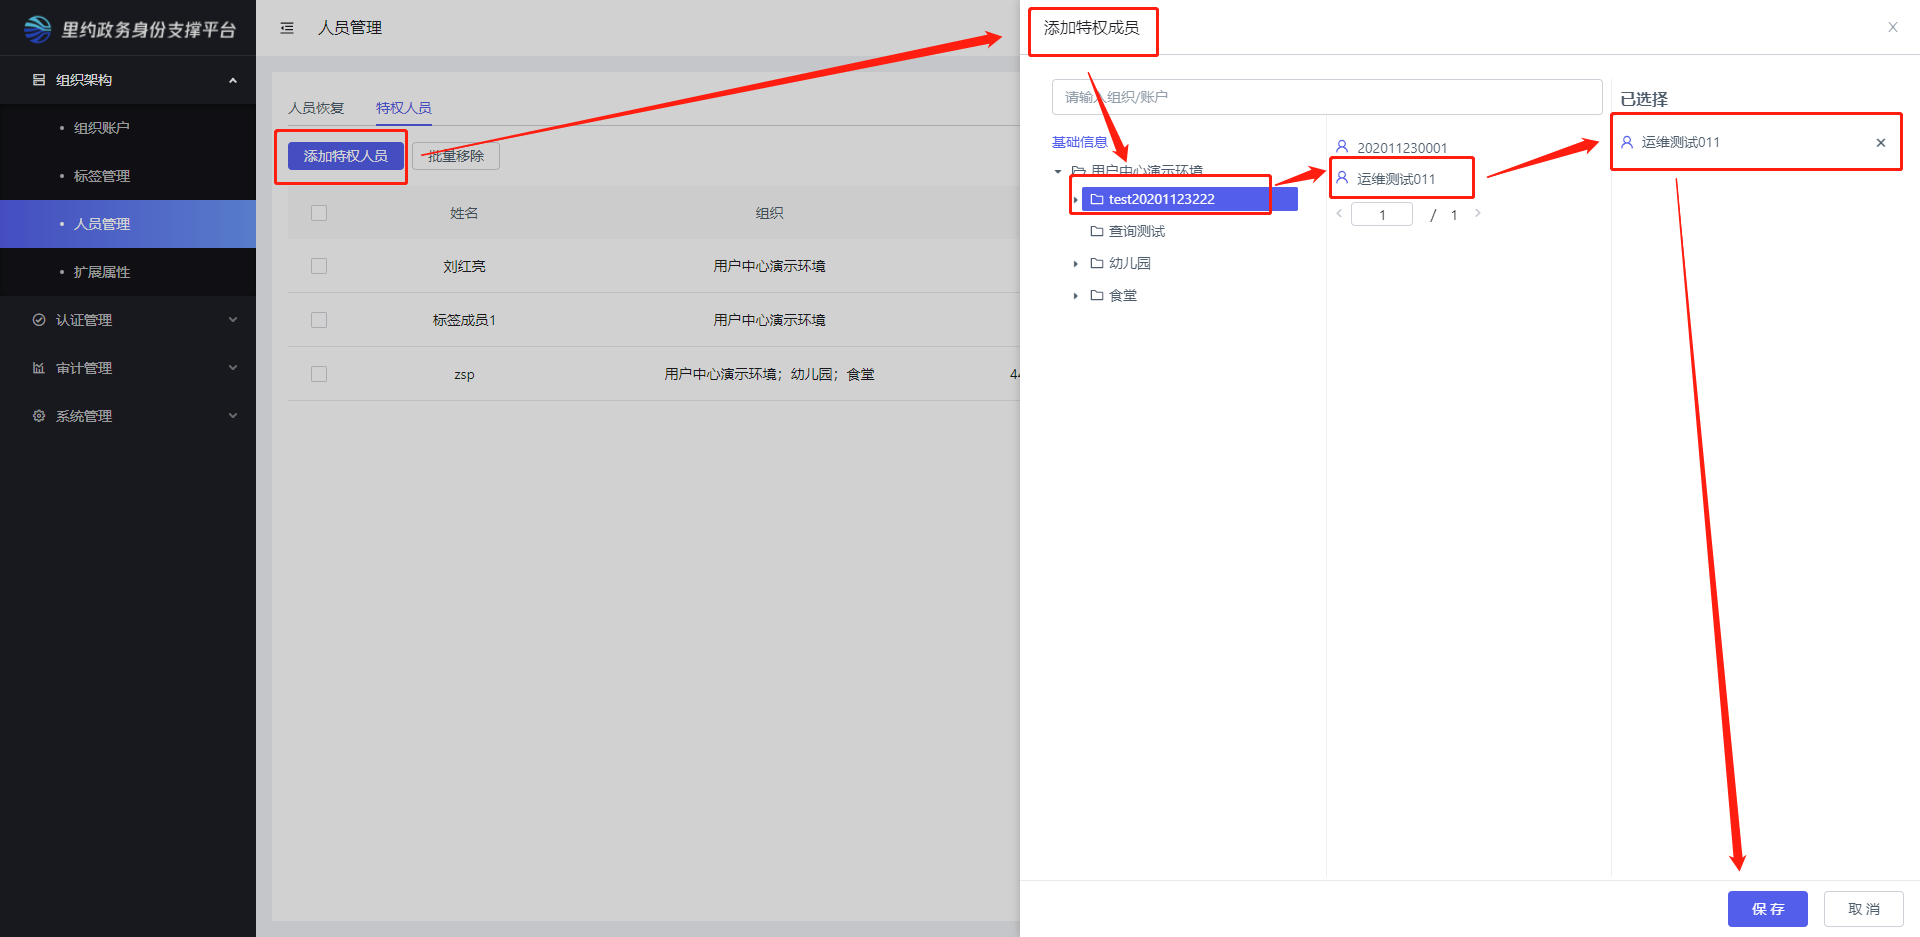 里约政务身份支撑平台
组织架构
组织账户
标签管理
人员管理
扩展属性
认证管理
审计管理
系统管理
人员管理
人员恢复 特权人员
添加特权人员 批量移除
姓名 组织
刘红亮 用户中心演示环境
标签成员1 用户中心演示环境
zsp 用户中心演示环境；幼儿园；食堂 44
添加特权成员
请输入组织/账户
基础信息
用户中心演示环境
test20201123222
查询测试
幼儿园
食堂
202011230001
运维测试011
1 / 1
已选择
运维测试011
保存 取消